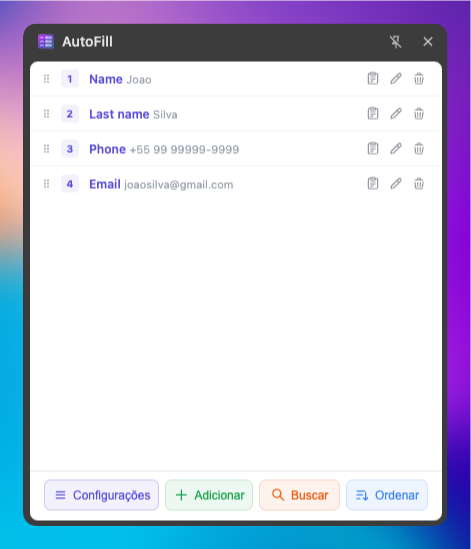 AutoFill
1 Name Joao
2 Last name Silva
3 Phone +55 99 99999-9999
4 Email joaosilva@gmail.com
Configurações Adicionar Buscar Ordenar